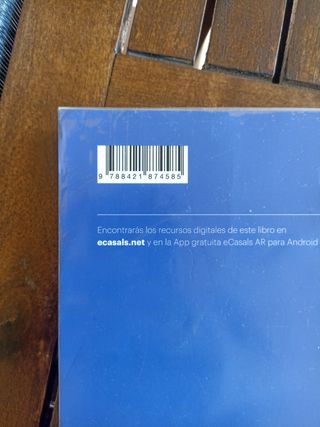 9 788421 874585
Encontrarás los recursos digitales de este libro en
ecasals.net y en la App gratuita eCasals AR para Android